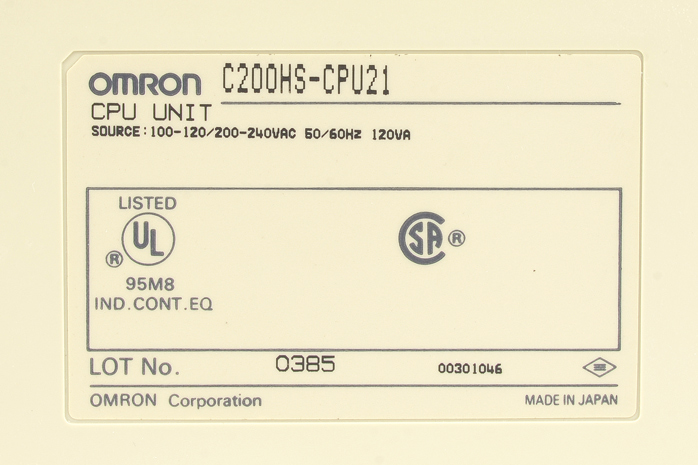 OMRON C200HS-CPU21
CPU UNIT
SOURCE:100-120/200-240VAC 50/60Hz 120VA
LISTED
UL
®
95M8
IND.CONT.EQ
SA ®
LOT No. 0385 00301046
OMRON Corporation MADE IN JAPAN